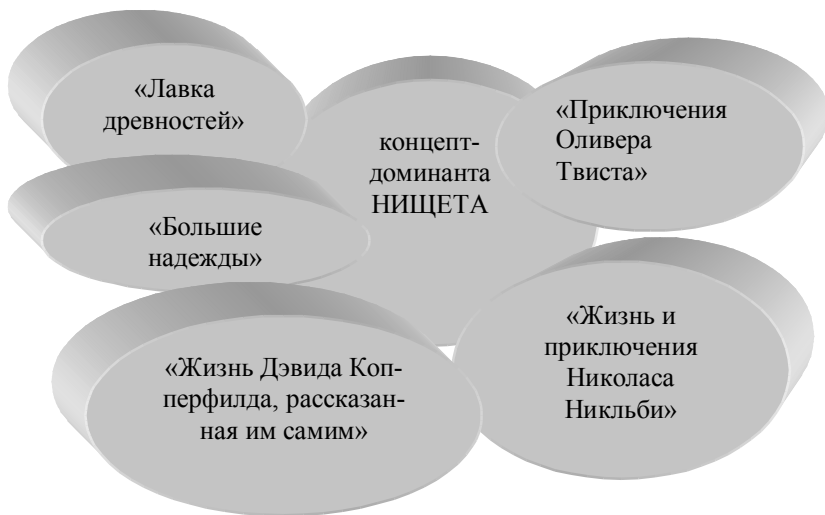 «Лавка
древностей»
концепт-
доминанта
НИЩЕТА
«Приключения
Оливера
Твиста»
«Большие
надежды»
«Жизнь Дэвида Коп-
перфилда, рассказан-
ная им самим»
«Жизнь и
приключения
Николаса
Никльби»